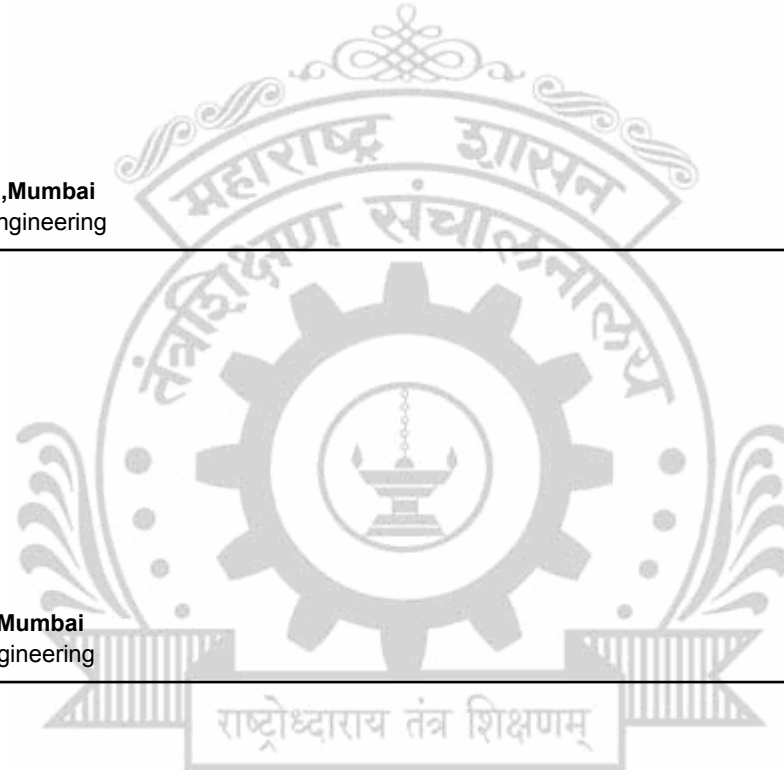 महाराष्ट्र शासन
,Mumbai
ngineering
तंत्रशिक्षण संचालनालय
Mumbai
gineering
राष्ट्रोध्दाराय तंत्र शिक्षणम्